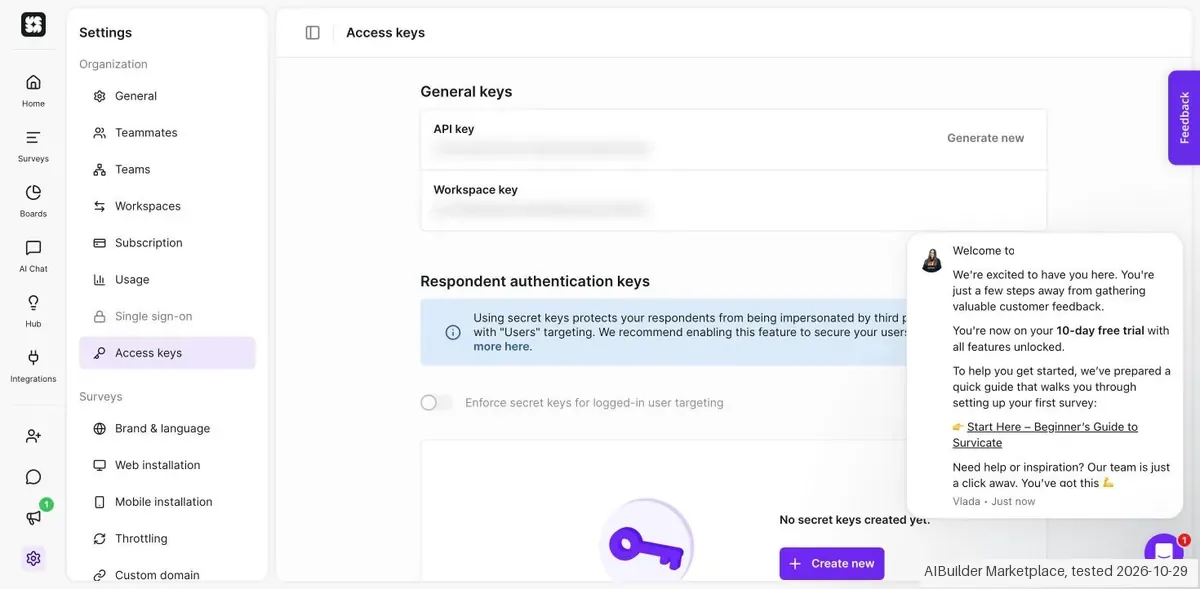 Home
Surveys
Boards
AI Chat
Hub
Integrations
1
Settings
Organization
General
Teammates
Teams
Workspaces
Subscription
Usage
Single sign-on
Access keys
Surveys
Brand & language
Web installation
Mobile installation
Throttling
Custom domain
Access keys
General keys
API key
Generate new
Workspace key
Respondent authentication keys
Using secret keys protects your respondents from being impersonated by third p
with "Users" targeting. We recommend enabling this feature to secure your users
more here.
Enforce secret keys for logged-in user targeting
No secret keys created yet.
Create new
Feedback
Welcome to
We're excited to have you here. You're
just a few steps away from gathering
valuable customer feedback.
You're now on your 10-day free trial with
all features unlocked.
To help you get started, we've prepared a
quick guide that walks you through
setting up your first survey:
👉 Start Here – Beginner's Guide to
Survicate
Need help or inspiration? Our team is just
a click away. You've got this 💪
Vlada • Just now
1
AIBuilder Marketplace, tested 2026-10-29